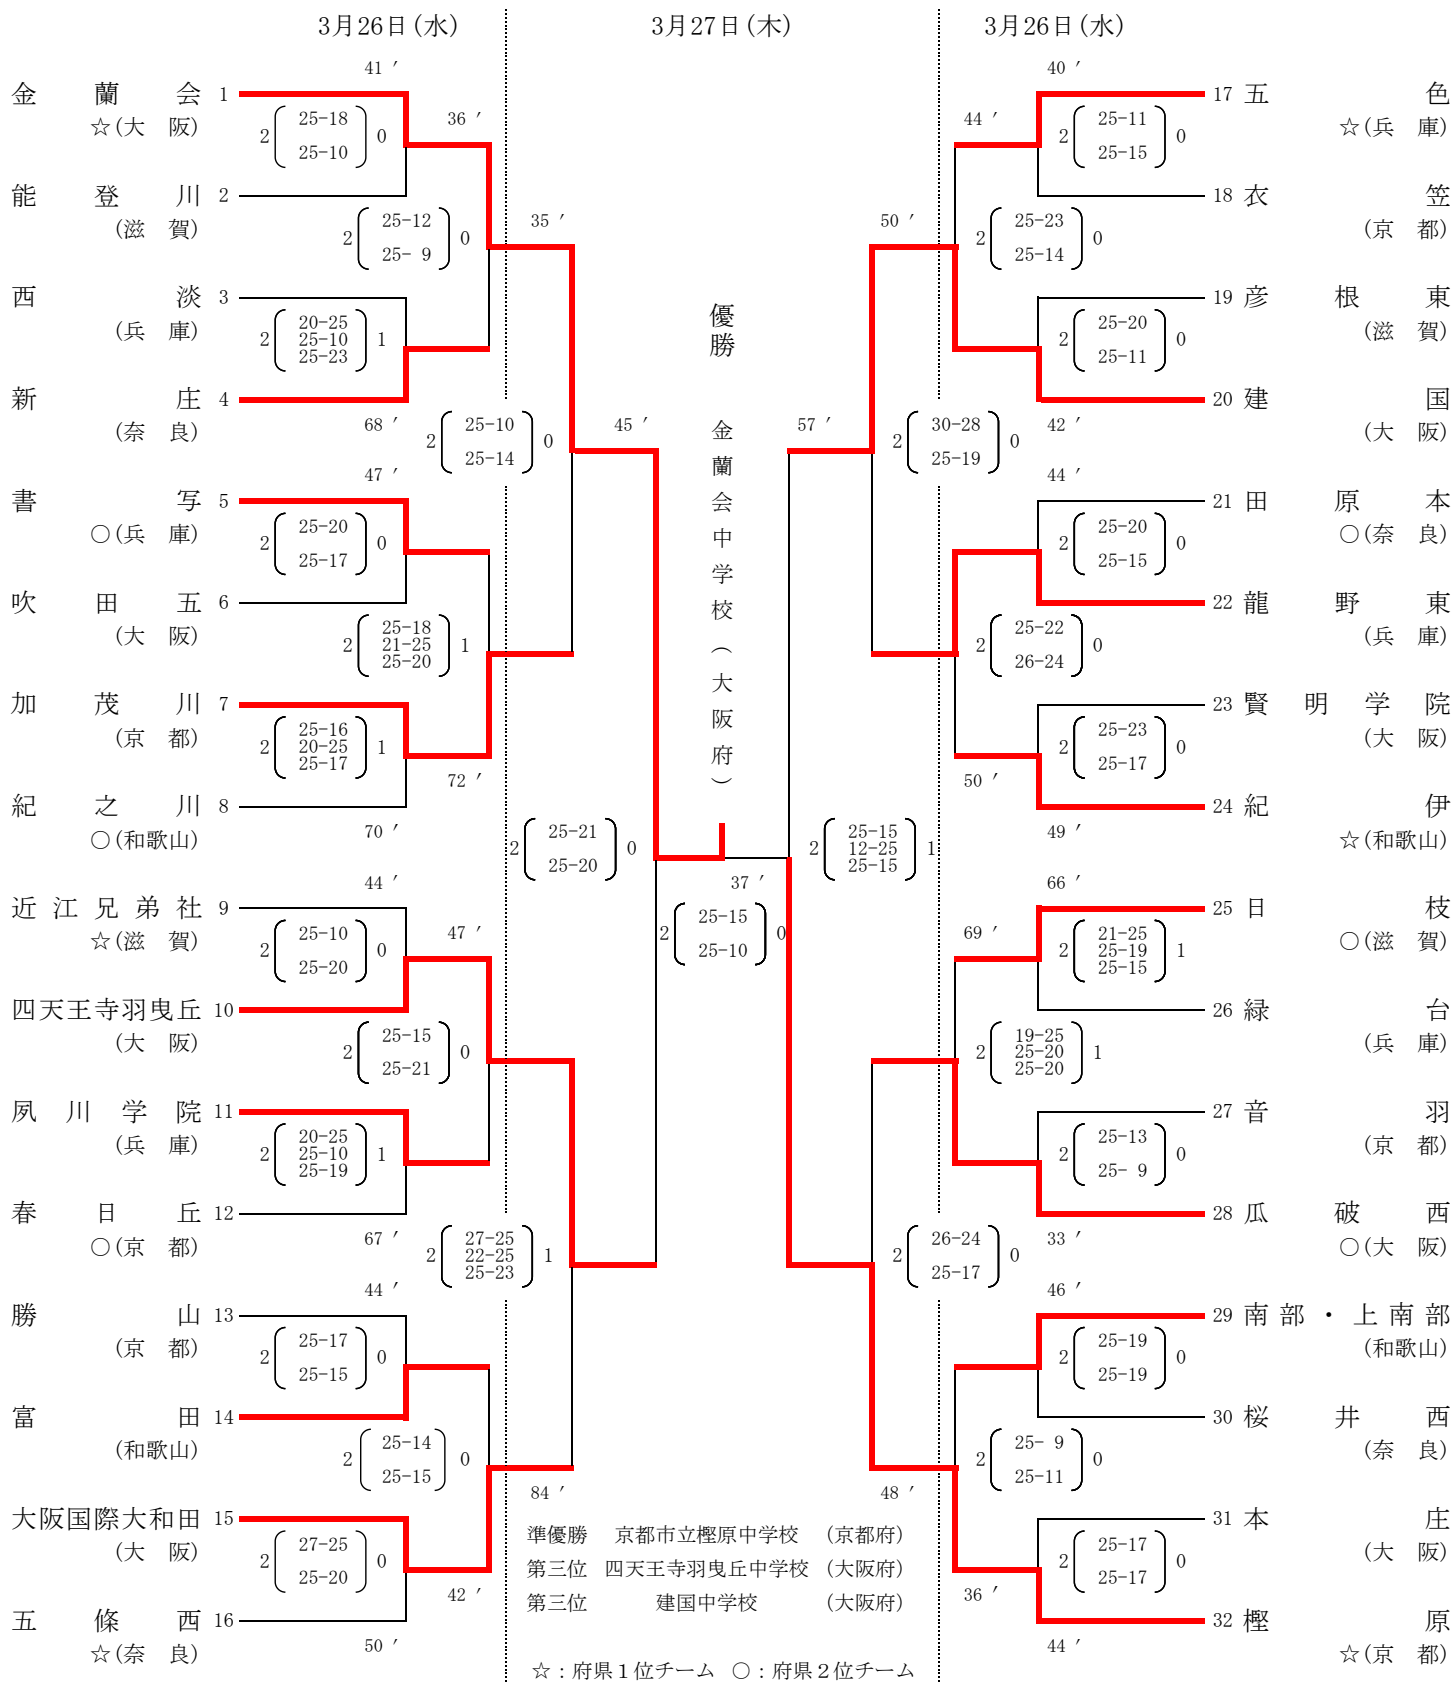 3月26日(水) 3月27日(木) 3月26日(水)
41 ′
金蘭会 1
☆(大 阪)
2 25-18 0
25-10
36 ′
能登川 2
(滋 賀)
2 25-12 0
25- 9
35 ′
西淡 3
(兵 庫)
2 20-25 1
25-10
25-23
新庄 4
(奈 良)
68 ′
2 25-10 0
25-14
45 ′
47 ′
書写 5
○(兵 庫)
2 25-20 0
25-17
吹田五 6
(大 阪)
2 25-18 1
21-25
25-20
加茂川 7
(京 都)
2 25-16 1
20-25
25-17
72 ′
紀之川 8
○(和歌山)
70 ′
2 25-21 0
25-20
44 ′
近江兄弟社 9
☆(滋 賀)
2 25-10 0
25-20
47 ′
四天王寺羽曳丘 10
(大 阪)
2 25-15 0
25-21
夙川学院 11
(兵 庫)
2 20-25 1
25-10
25-19
春日丘 12
○(京 都)
67 ′
2 27-25 1
22-25
25-23
44 ′
勝山 13
(京 都)
2 25-17 0
25-15
富田 14
(和歌山)
2 25-14 0
25-15
84 ′
大阪国際大和田 15
(大 阪)
2 27-25 0
25-20
42 ′
五條西 16
☆(奈 良)
50 ′
優勝
金蘭会中学校(大阪府)
37 ′
2 25-15 0
25-10
40 ′
17 五色
☆(兵 庫)
44 ′
2 25-11 0
25-15
18 衣笠
(京 都)
50 ′
2 25-23 0
25-14
19 彦根東
(滋 賀)
2 25-20 0
25-11
20 建国
(大 阪)
42 ′
57 ′
2 30-28 0
25-19
44 ′
21 田原本
○(奈 良)
2 25-20 0
25-15
22 龍野東
(兵 庫)
2 25-22 0
26-24
23 賢明学院
(大 阪)
2 25-23 0
25-17
50 ′
24 紀伊
☆(和歌山)
49 ′
2 25-15 1
12-25
25-15
66 ′
25 日枝
○(滋 賀)
69 ′
2 21-25 1
25-19
25-15
26 緑台
(兵 庫)
2 19-25 1
25-20
25-20
27 音羽
(京 都)
2 25-13 0
25- 9
28 瓜破西
○(大 阪)
33 ′
2 26-24 0
25-17
46 ′
29 南部・上南部
(和歌山)
2 25-19 0
25-19
30 桜井西
(奈 良)
2 25- 9 0
25-11
48 ′
31 本庄
(大 阪)
2 25-17 0
25-17
36 ′
32 樫原
☆(京 都)
44 ′
準優勝 京都市立樫原中学校 (京都府)
第三位 四天王寺羽曳丘中学校 (大阪府)
第三位 建国中学校 (大阪府)
☆:府県1位チーム ○:府県2位チーム